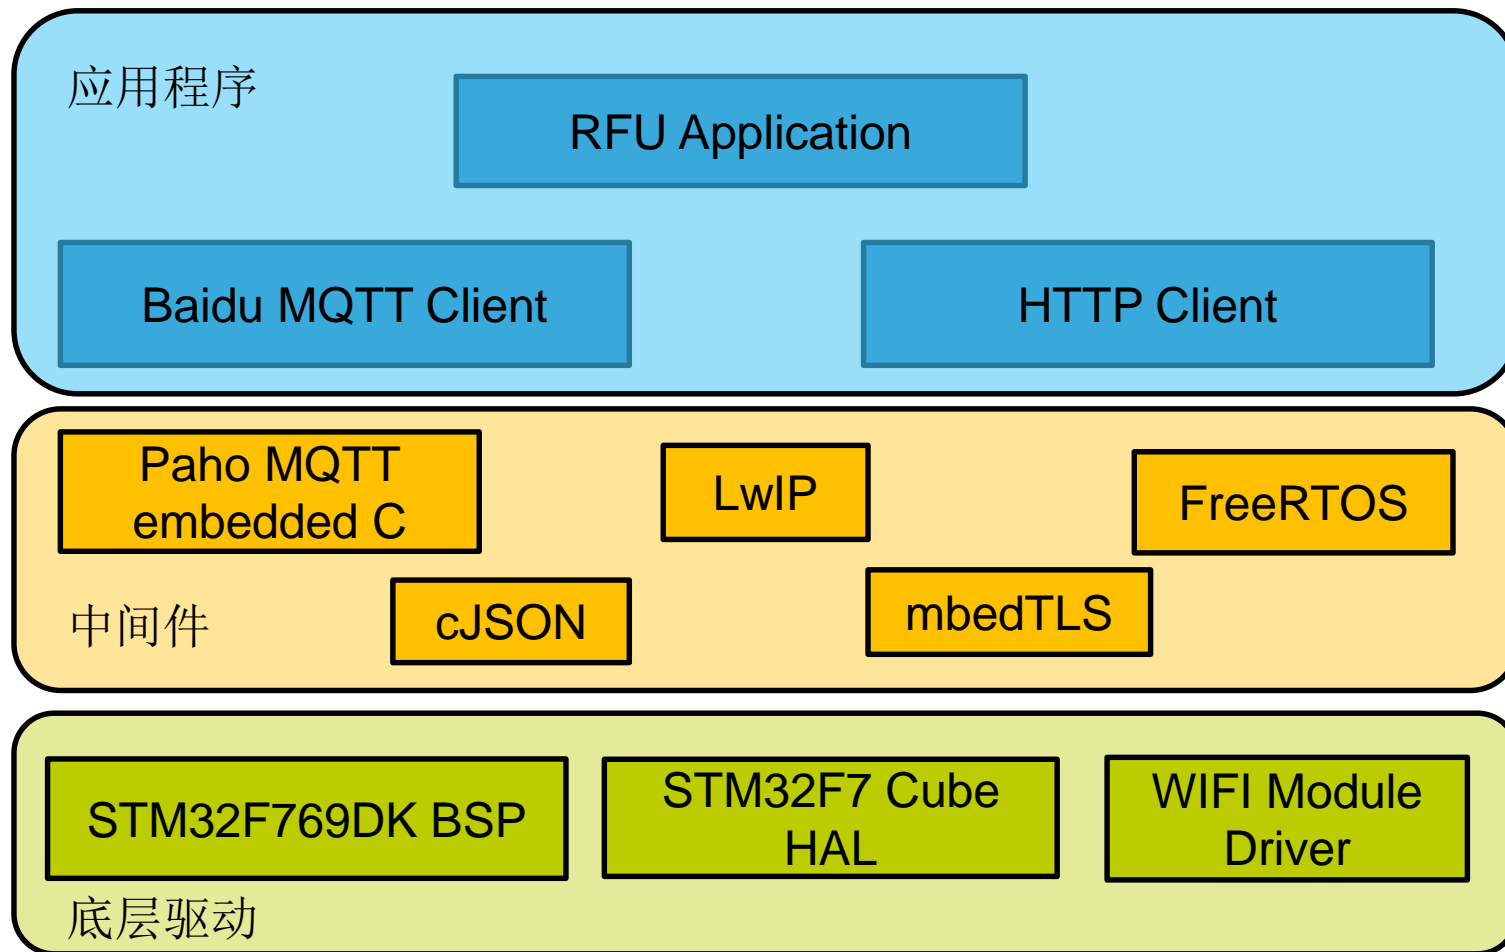 应用程序
RFU Application
Baidu MQTT Client
HTTP Client
Paho MQTT
embedded C
LwIP
FreeRTOS
cJSON
mbedTLS
中间件
STM32F769DK BSP
STM32F7 Cube
HAL
WIFI Module
Driver
底层驱动